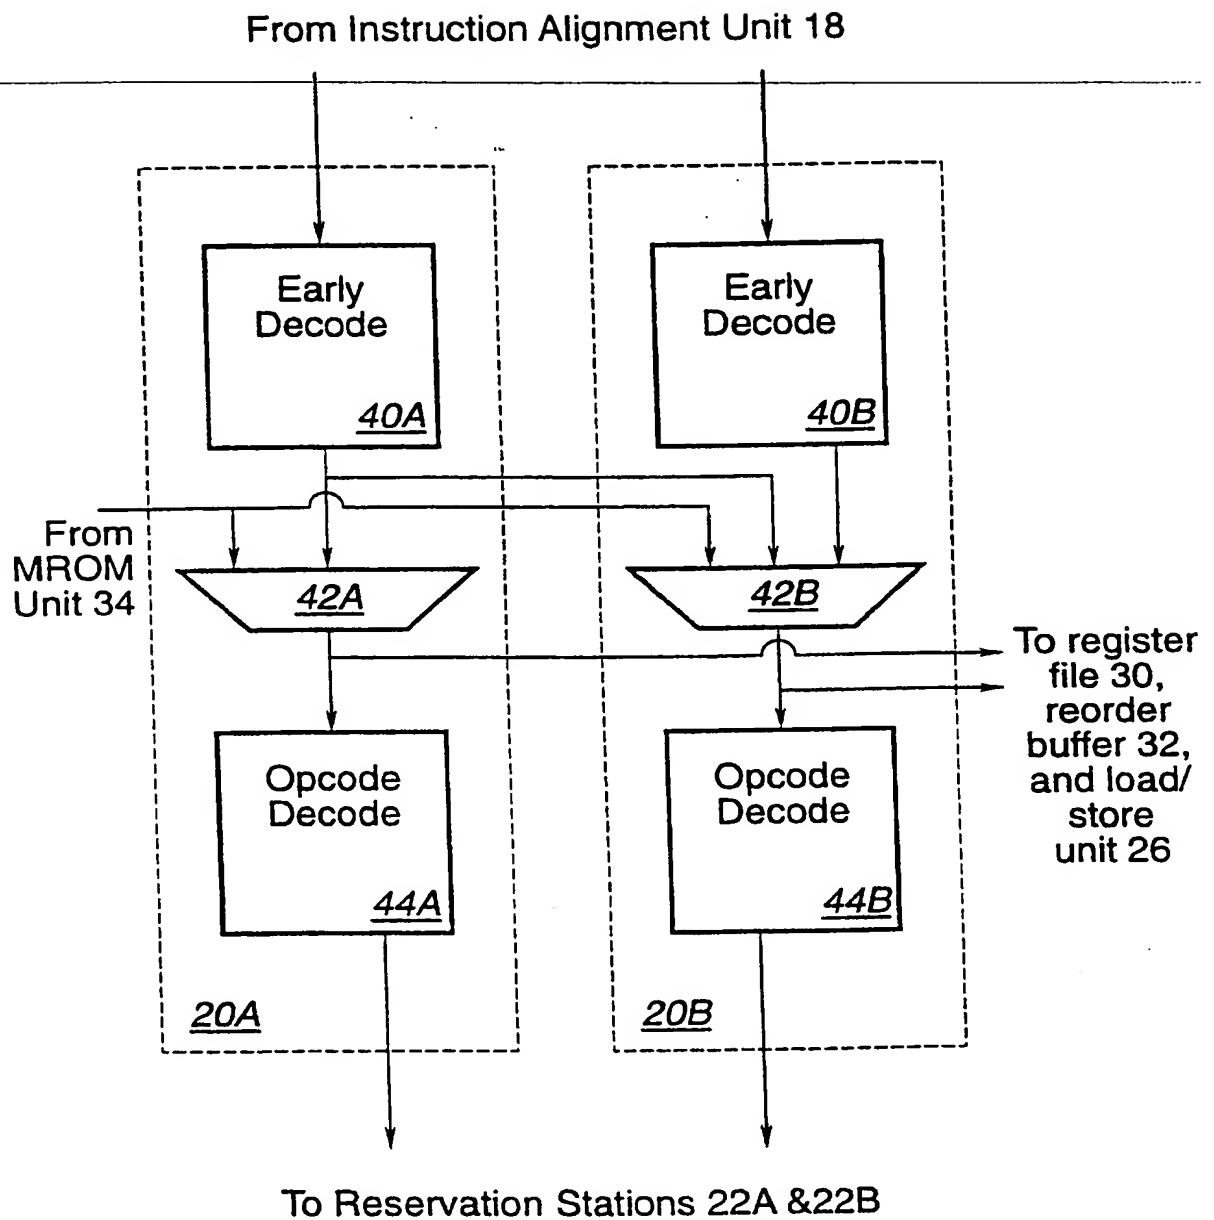 From Instruction Alignment Unit 18
Early
Decode
40A
Early
Decode
40B
From
MROM
Unit 34
42A
42B
To register
file 30,
reorder
buffer 32,
and load/
store
unit 26
Opcode
Decode
44A
Opcode
Decode
44B
20A
20B
To Reservation Stations 22A &22B